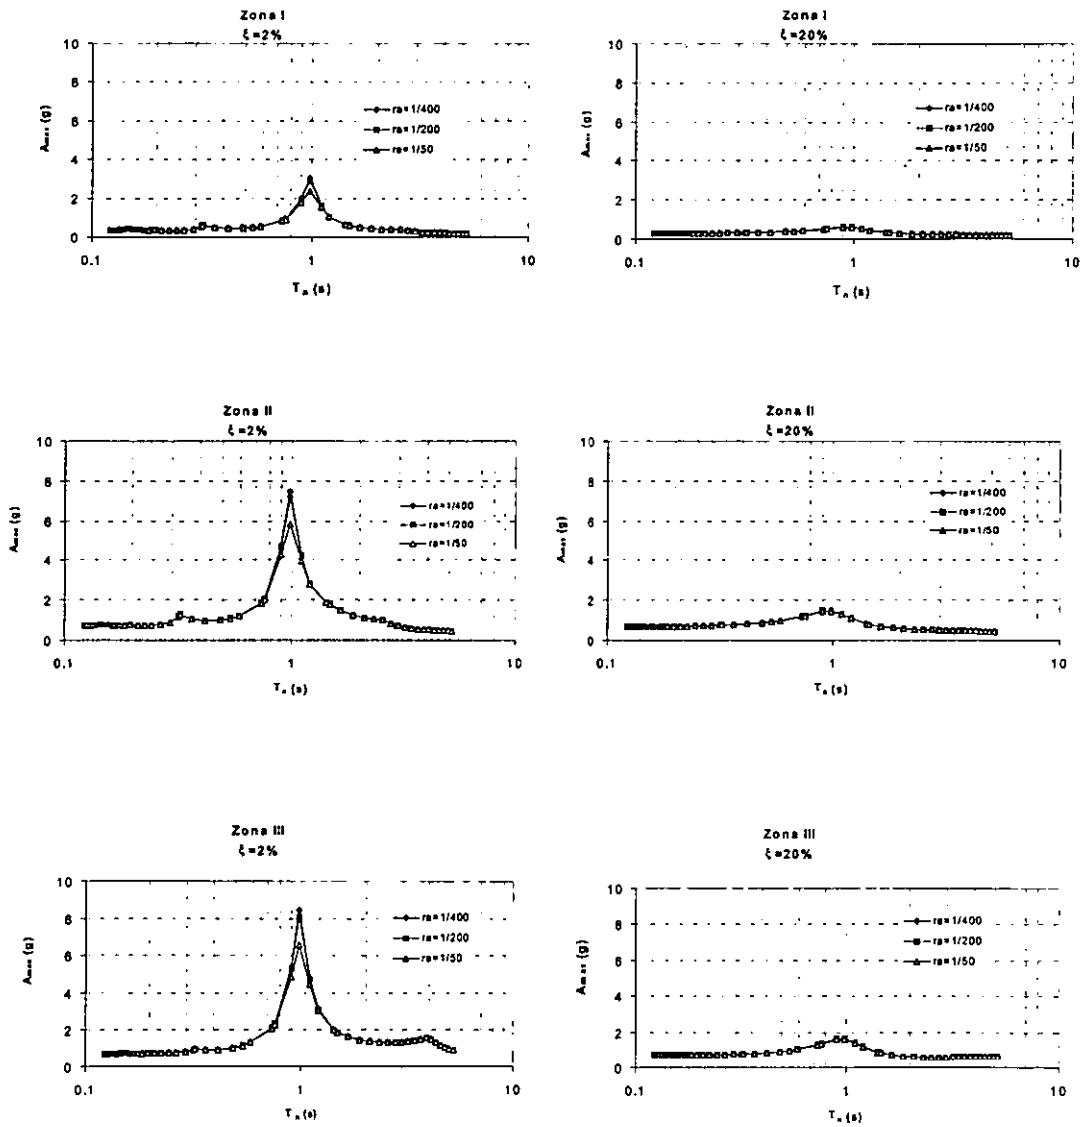 Zona I
ξ=2%
10
8
6
4
2
0
Amax (g)
ra=1/400
ra=1/200
ra=1/50
0.1
1
10
Tn (s)
Zona I
ξ=20%
10
8
6
4
2
0
Amax (g)
ra=1/400
ra=1/200
ra=1/50
0.1
1
10
Tn (s)
Zona II
ξ=2%
10
8
6
4
2
0
Amax (g)
ra=1/400
ra=1/200
ra=1/50
0.1
1
10
Tn (s)
Zona II
ξ=20%
10
8
6
4
2
0
Amax (g)
ra=1/400
ra=1/200
ra=1/50
0.1
1
10
Tn (s)
Zona III
ξ=2%
10
8
6
4
2
0
Amax (g)
ra=1/400
ra=1/200
ra=1/50
0.1
1
10
Tn (s)
Zona III
ξ=20%
10
8
6
4
2
0
Amax (g)
ra=1/400
ra=1/200
ra=1/50
0.1
1
10
Tn (s)